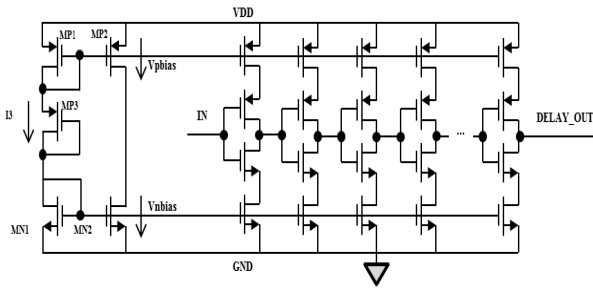 VDD
MP1
MP2
Vpbias
I3
MP3
IN
DELAY_OUT
...
Vnbias
MN1
MN2
GND